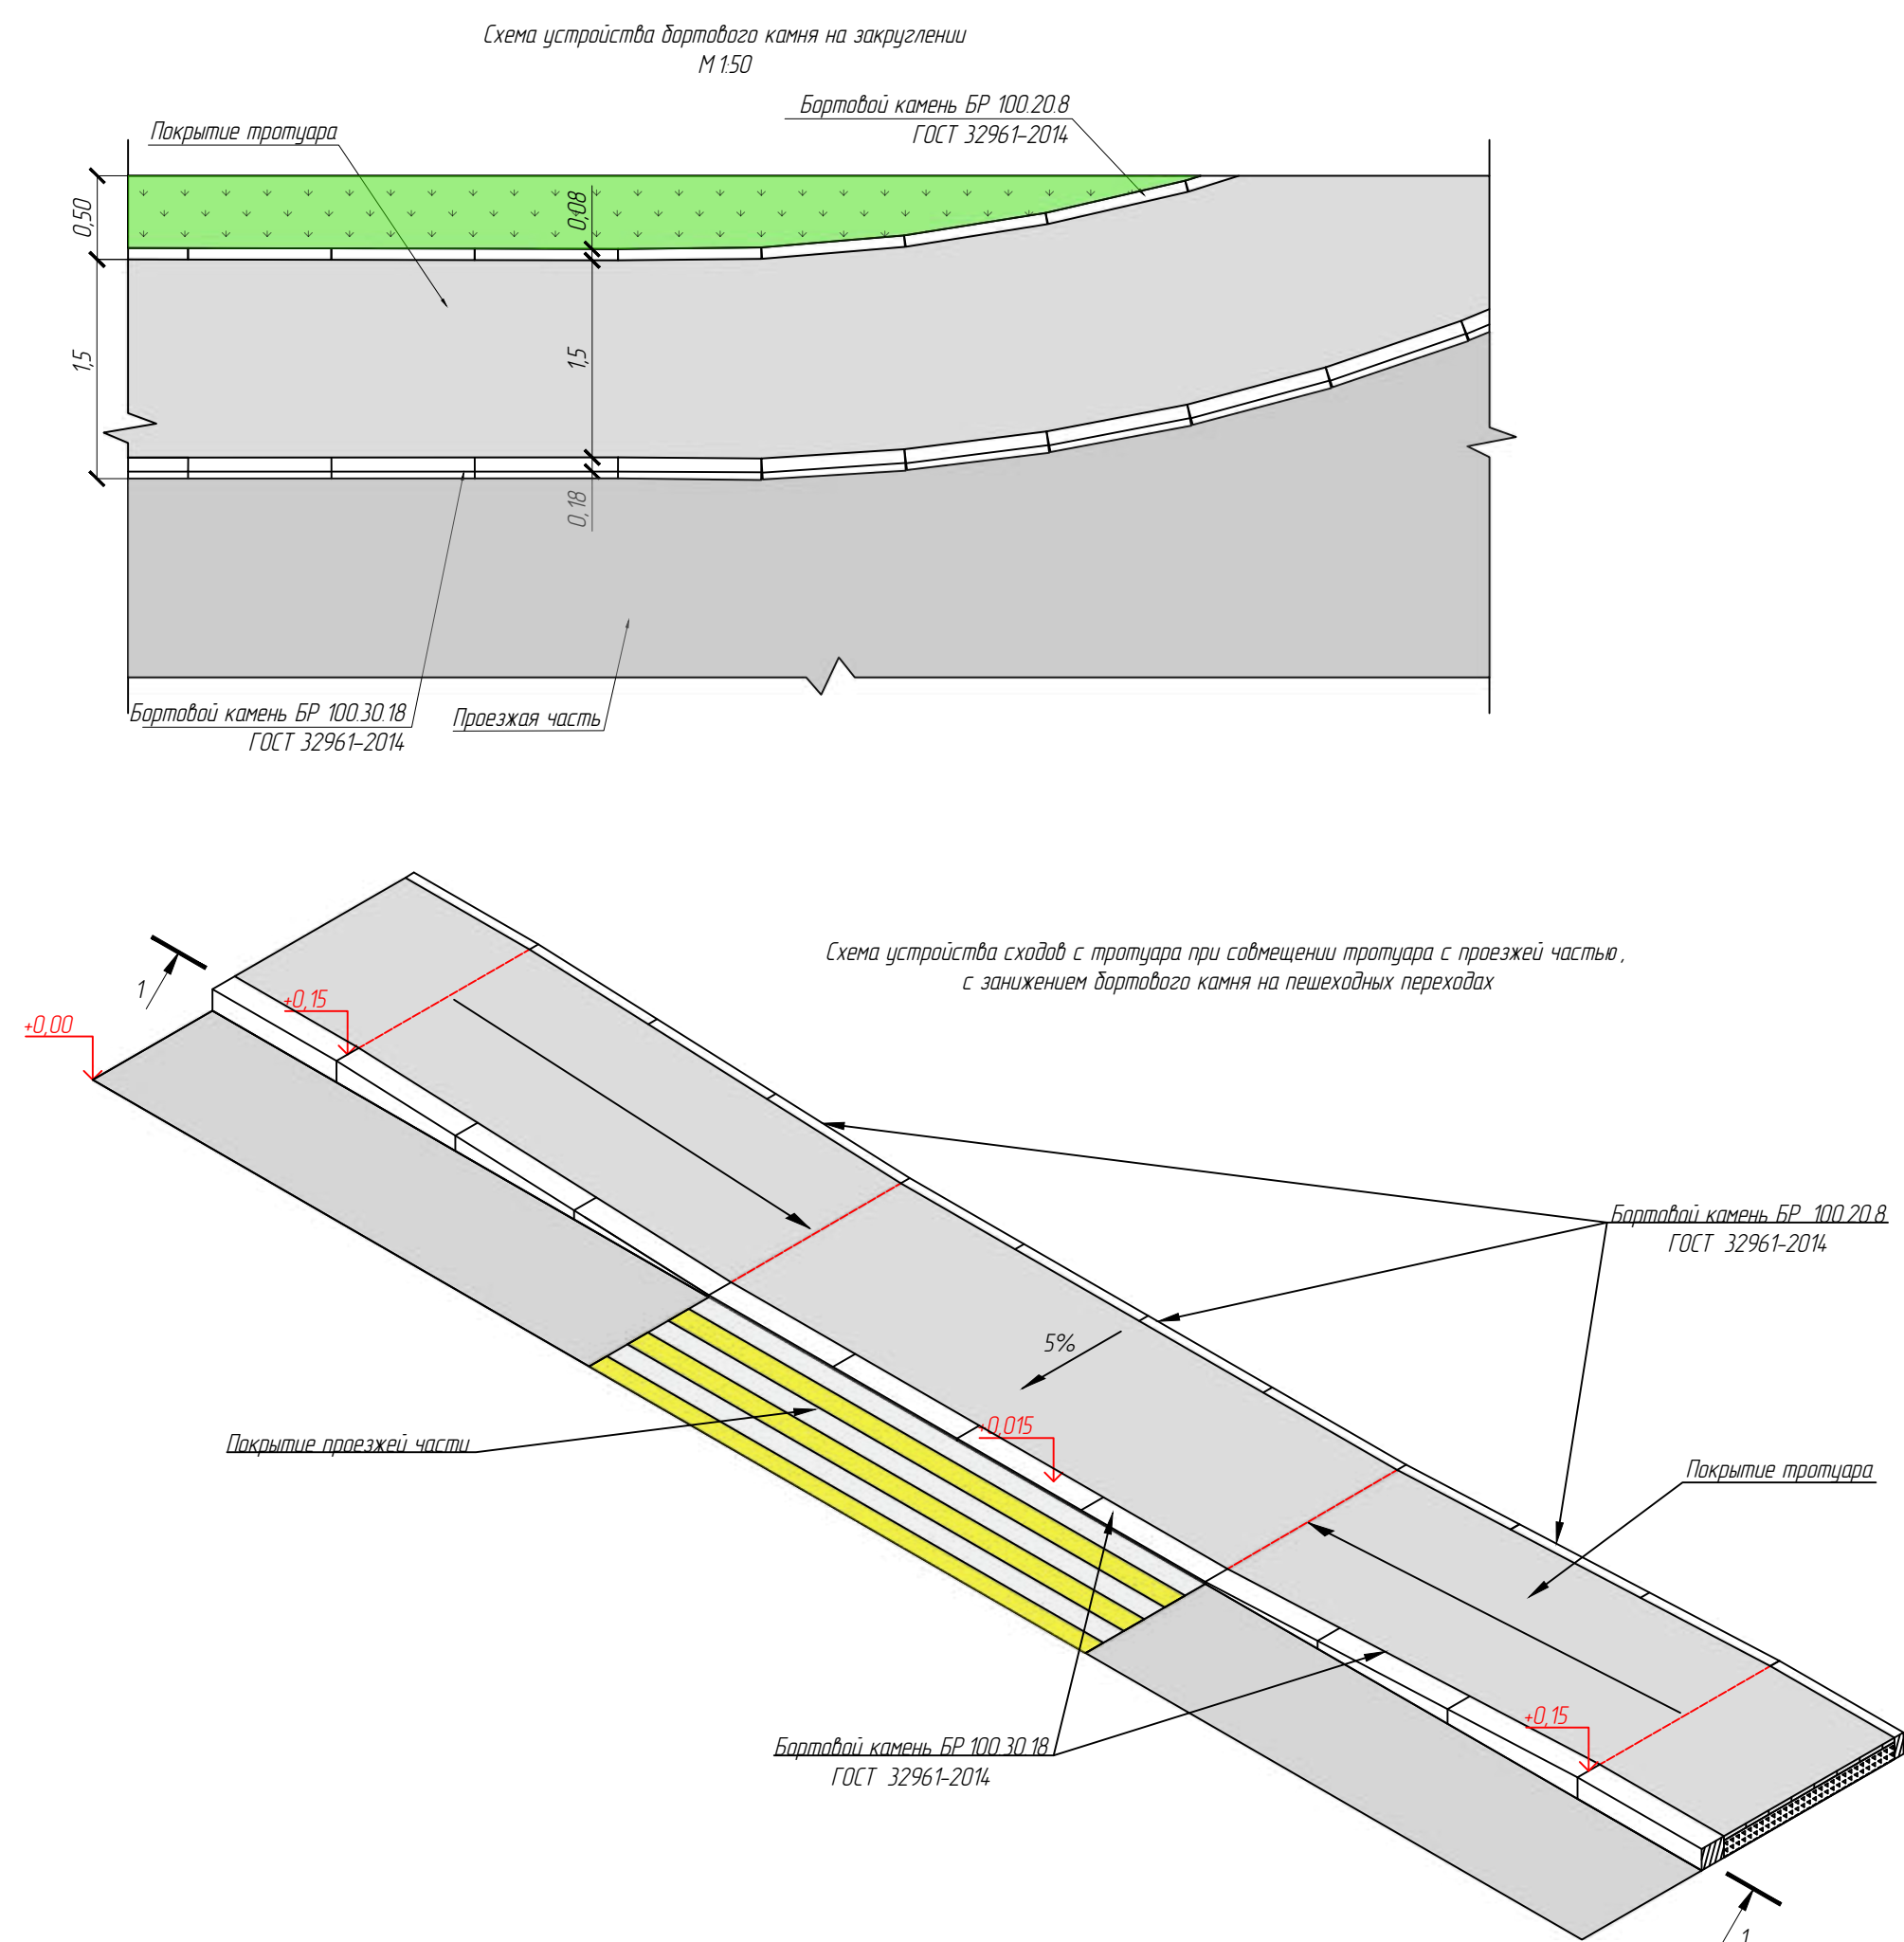 Схема устройства бортового камня на закруглении
М 1:50
Бортовой камень БР 100.20.8
ГОСТ 32961-2014
Покрытие тротуара
0,50
0,08
1,5
1,5
0,18
Бортовой камень БР 100.30.18
ГОСТ 32961-2014
Проезжая часть
Схема устройства сходов с тротуара при совмещении тротуара с проезжей частью,
с занижением бортового камня на пешеходных переходах
1
+0,15
+0,00
Бортовой камень БР 100.20.8
ГОСТ 32961-2014
5%
+0,015
Покрытие проезжей части
Покрытие тротуара
+0,15
Бортовой камень БР 100.30.18
ГОСТ 32961-2014
1